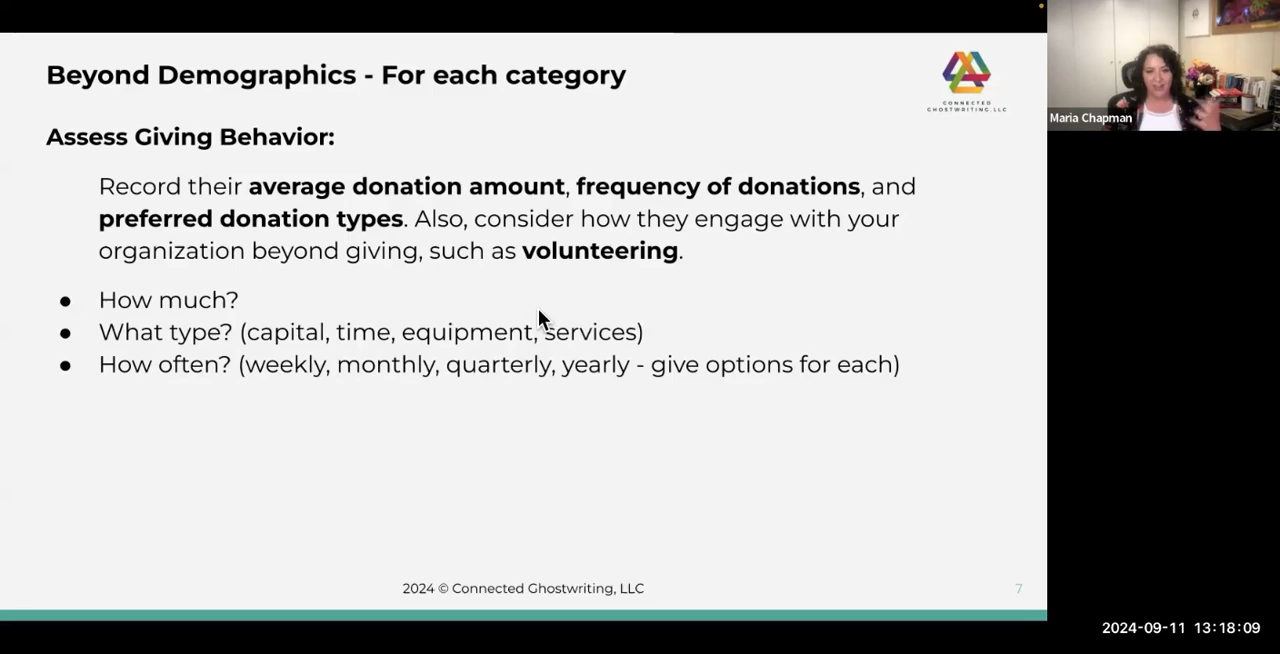 Beyond Demographics - For each category
CONNECTED
GHOSTWRITING, LLC
Maria Chapman
Assess Giving Behavior:
Record their average donation amount, frequency of donations, and
preferred donation types. Also, consider how they engage with your
organization beyond giving, such as volunteering.
● How much?
● What type? (capital, time, equipment, services)
● How often? (weekly, monthly, quarterly, yearly - give options for each)
2024 © Connected Ghostwriting, LLC
7
2024-09-11 13:18:09